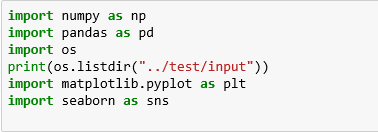 import numpy as np
import pandas as pd
import os
print(os.listdir("../test/input"))
import matplotlib.pyplot as plt
import seaborn as sns